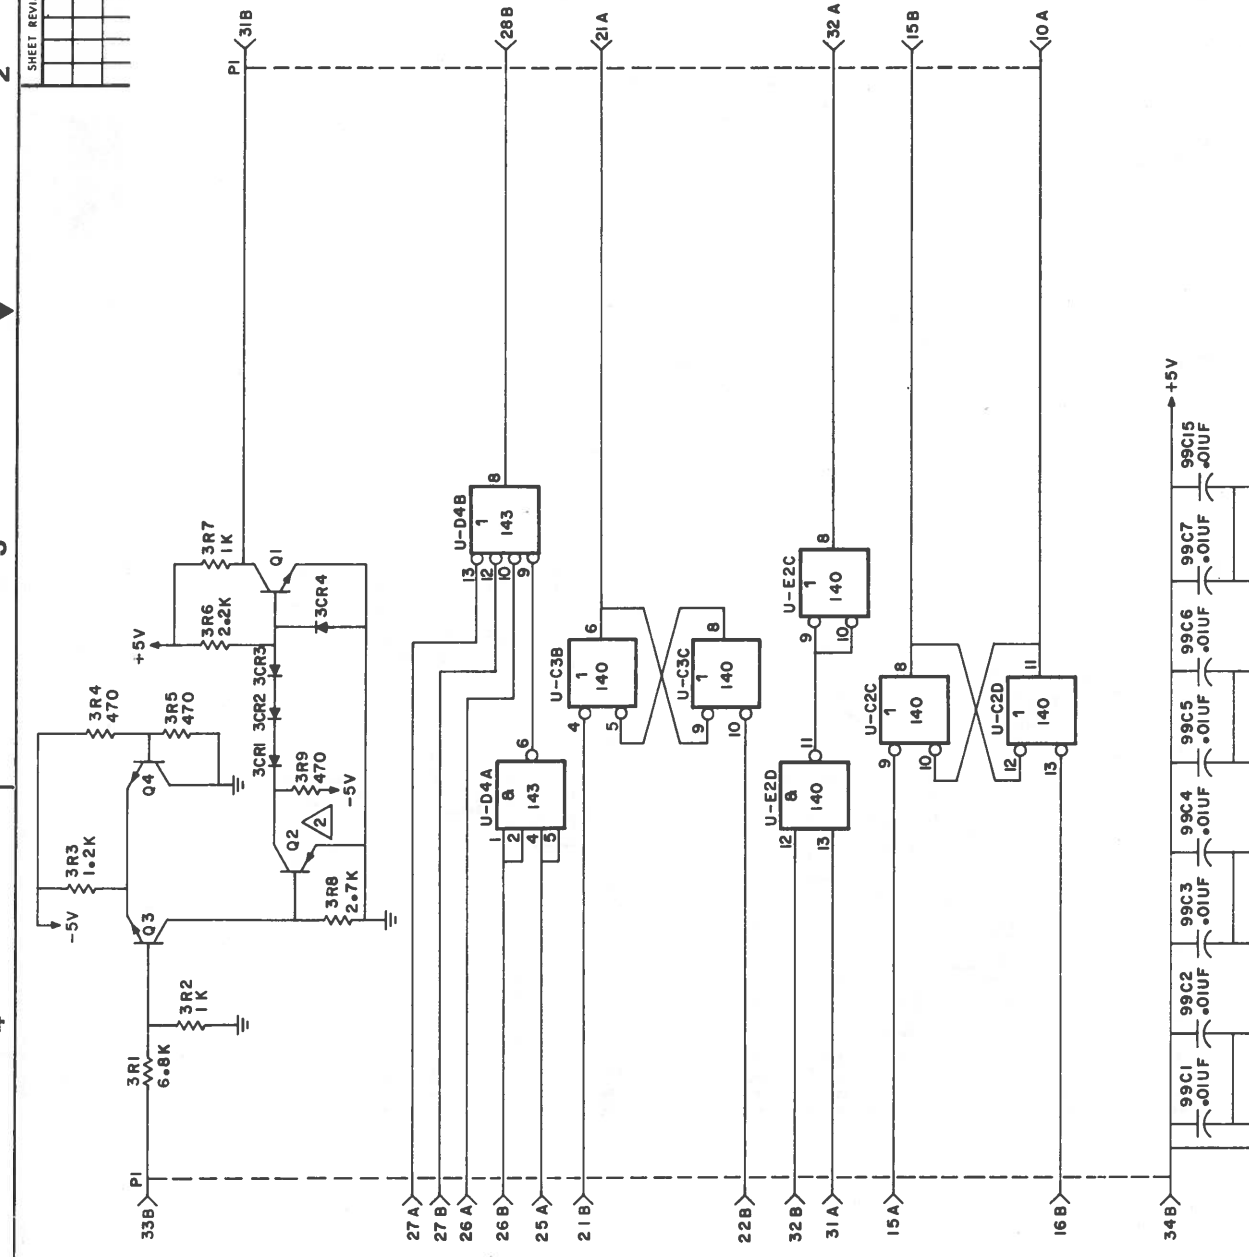 SHEET REVI
2
3
P1
31B
28B
21A
32A
15B
10A
+5V
3R7
1K
3R6
2.2K
Q1
3CR4
3CR3
3CR2
3CR1
3R4
470
3R5
470
Q4
3R9
470
-5V
Q2
2
3R3
1.2K
-5V
Q3
3R8
2.7K
3R2
1K
3R1
6.8K
P1
33B
U-D4B
1
143
8
13
12
10
9
6
U-D4A
&
143
1
2
4
5
27A
27B
26A
26B
25A
U-C3B
1
140
6
4
5
U-C3C
1
140
8
9
10
21B
22B
U-E2C
1
140
8
9
10
11
U-E2D
&
140
12
13
32B
31A
U-C2C
1
140
8
9
10
U-C2D
1
140
11
12
13
15A
16B
34B
+5V
99C1
.01UF
99C2
.01UF
99C3
.01UF
99C4
.01UF
99C5
.01UF
99C6
.01UF
99C7
.01UF
99C15
.01UF